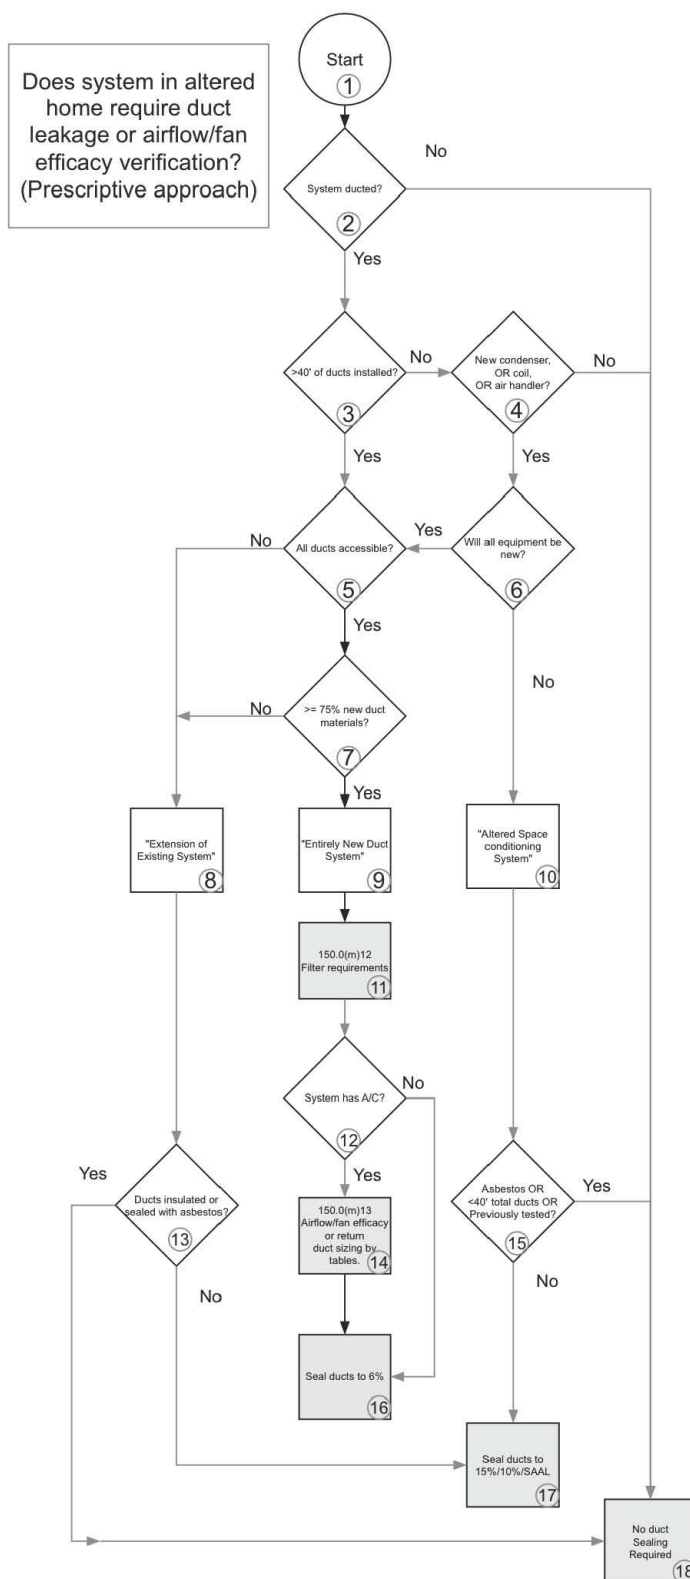 Does system in altered
home require duct
leakage or airflow/fan
efficacy verification?
(Prescriptive approach)
Start
1
No
System ducted?
2
Yes
>40' of ducts installed?
3
No
New condenser,
OR coil,
OR air handler?
4
No
Yes
Yes
No
All ducts accessible?
5
Yes
Will all equipment be
new?
6
Yes
No
No
>= 75% new duct
materials?
7
Yes
"Extension of
Existing System"
8
"Entirely New Duct
System"
9
"Altered Space
conditioning
System"
10
150.0(m)12
Filter requirements
11
System has A/C?
12
No
Yes
Yes
Ducts insulated or
sealed with asbestos?
13
No
150.0(m)13
Airflow/fan efficacy
or return
duct sizing by
tables.
14
Asbestos OR
<40' total ducts OR
Previously tested?
15
Yes
No
Seal ducts to 6%
16
Seal ducts to
15%/10%/SAAL
17
No duct
Sealing
Required
18